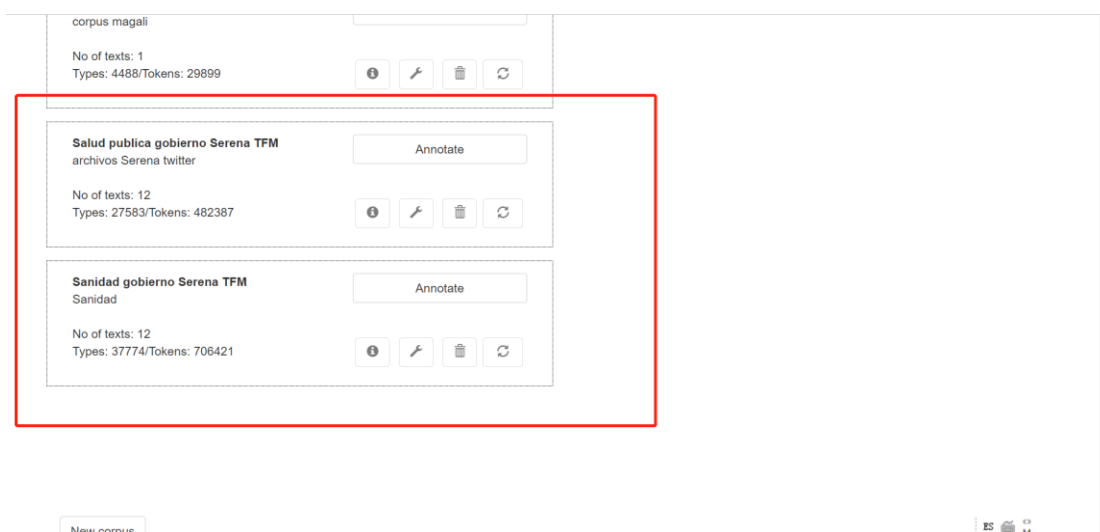 corpus magali
No of texts: 1
Types: 4488/Tokens: 29899
Salud publica gobierno Serena TFM
Annotate
archivos Serena twitter
No of texts: 12
Types: 27583/Tokens: 482387
Sanidad gobierno Serena TFM
Annotate
Sanidad
No of texts: 12
Types: 37774/Tokens: 706421
New corpus
ES